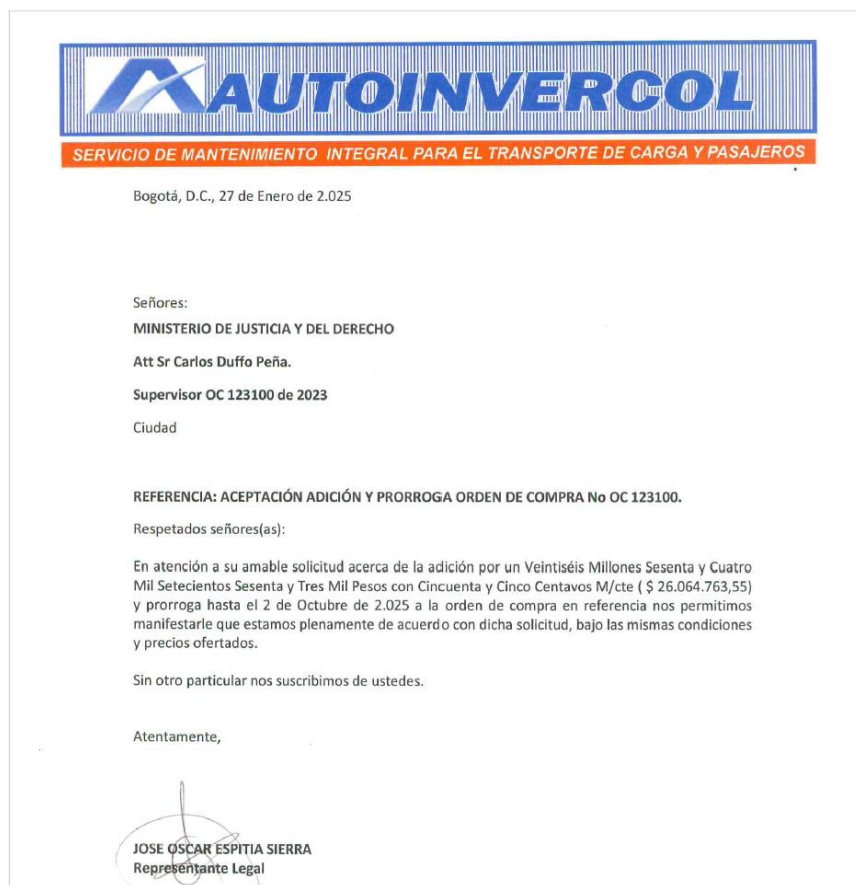 AUTOINVERCOL
SERVICIO DE MANTENIMIENTO INTEGRAL PARA EL TRANSPORTE DE CARGA Y PASAJEROS
Bogotá, D.C., 27 de Enero de 2.025
Señores:
MINISTERIO DE JUSTICIA Y DEL DERECHO
Att Sr Carlos Duffo Peña.
Supervisor OC 123100 de 2023
Ciudad
REFERENCIA: ACEPTACIÓN ADICIÓN Y PRORROGA ORDEN DE COMPRA No OC 123100.
Respetados señores(as):
En atención a su amable solicitud acerca de la adición por un Veintiséis Millones Sesenta y Cuatro
Mil Setecientos Sesenta y Tres Mil Pesos con Cincuenta y Cinco Centavos M/cte ( $ 26.064.763,55)
y prorroga hasta el 2 de Octubre de 2.025 a la orden de compra en referencia nos permitimos
manifestarle que estamos plenamente de acuerdo con dicha solicitud, bajo las mismas condiciones
y precios ofertados.
Sin otro particular nos suscribimos de ustedes.
Atentamente,
JOSE OSCAR ESPITIA SIERRA
Representante Legal